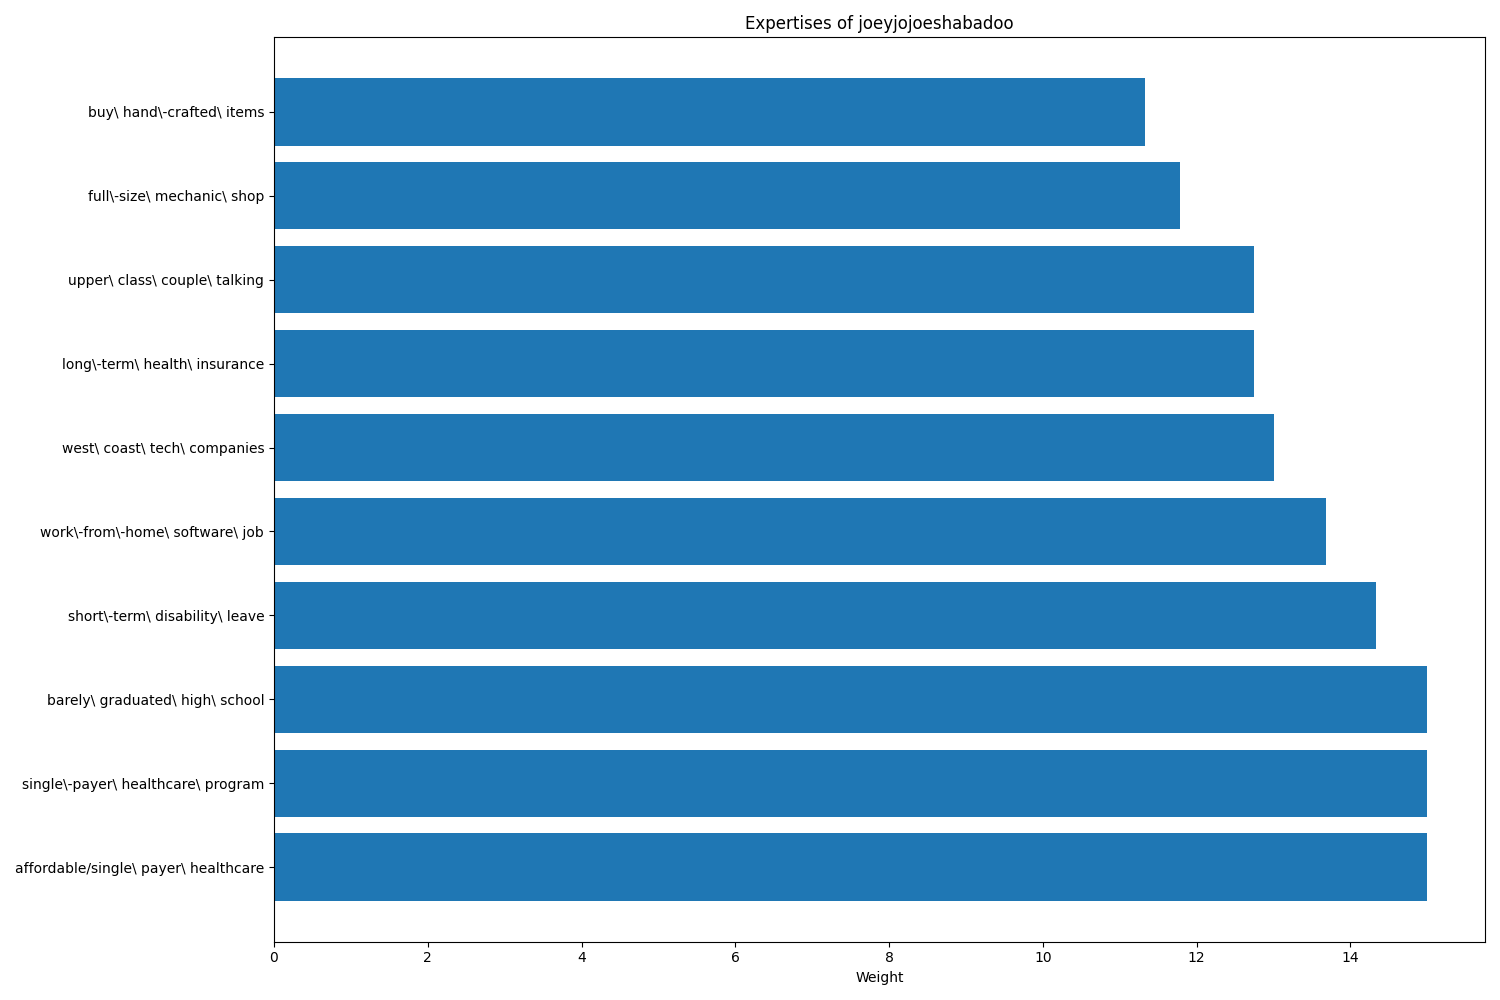 Expertises of joeyjojoeshabadoo
buy\ hand\-crafted\ items
full\-size\ mechanic\ shop
upper\ class\ couple\ talking
long\-term\ health\ insurance
west\ coast\ tech\ companies
work\-from\-home\ software\ job
short\-term\ disability\ leave
barely\ graduated\ high\ school
single\-payer\ healthcare\ program
affordable/single\ payer\ healthcare
0 2 4 6 8 10 12 14
Weight